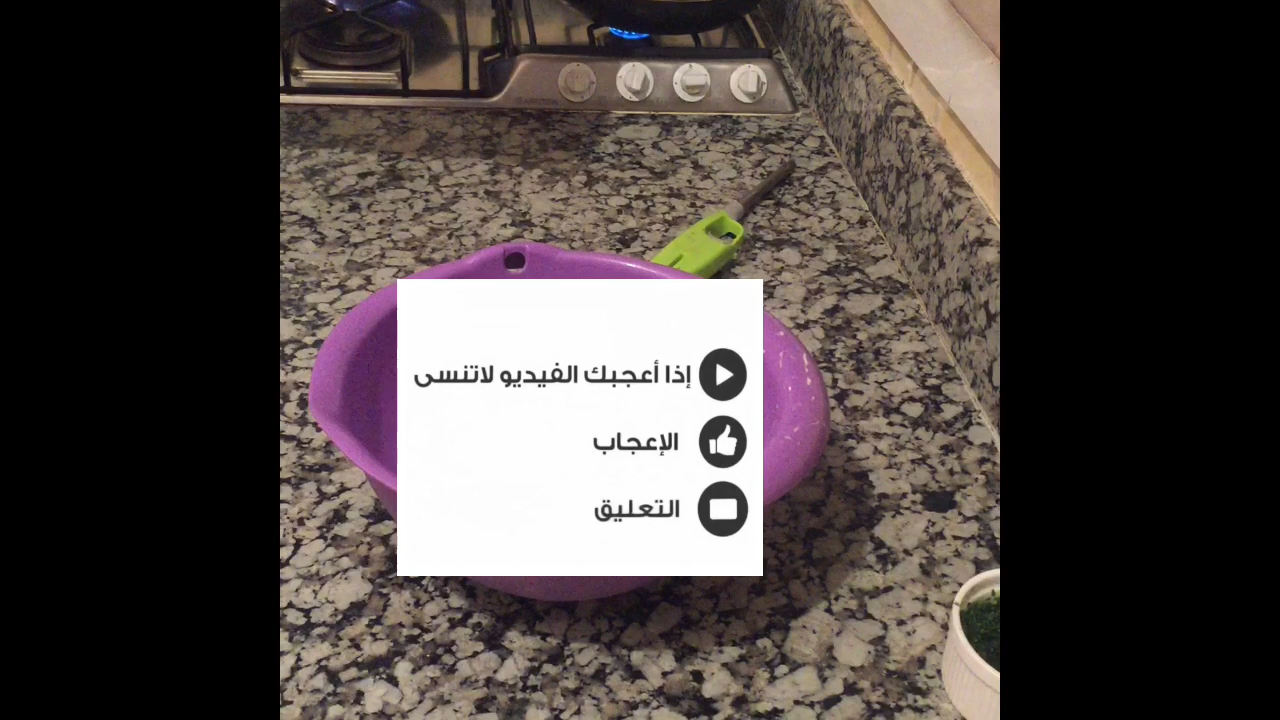 إذا أعجبك الفيديو لاتنسى
الإعجاب
التعليق